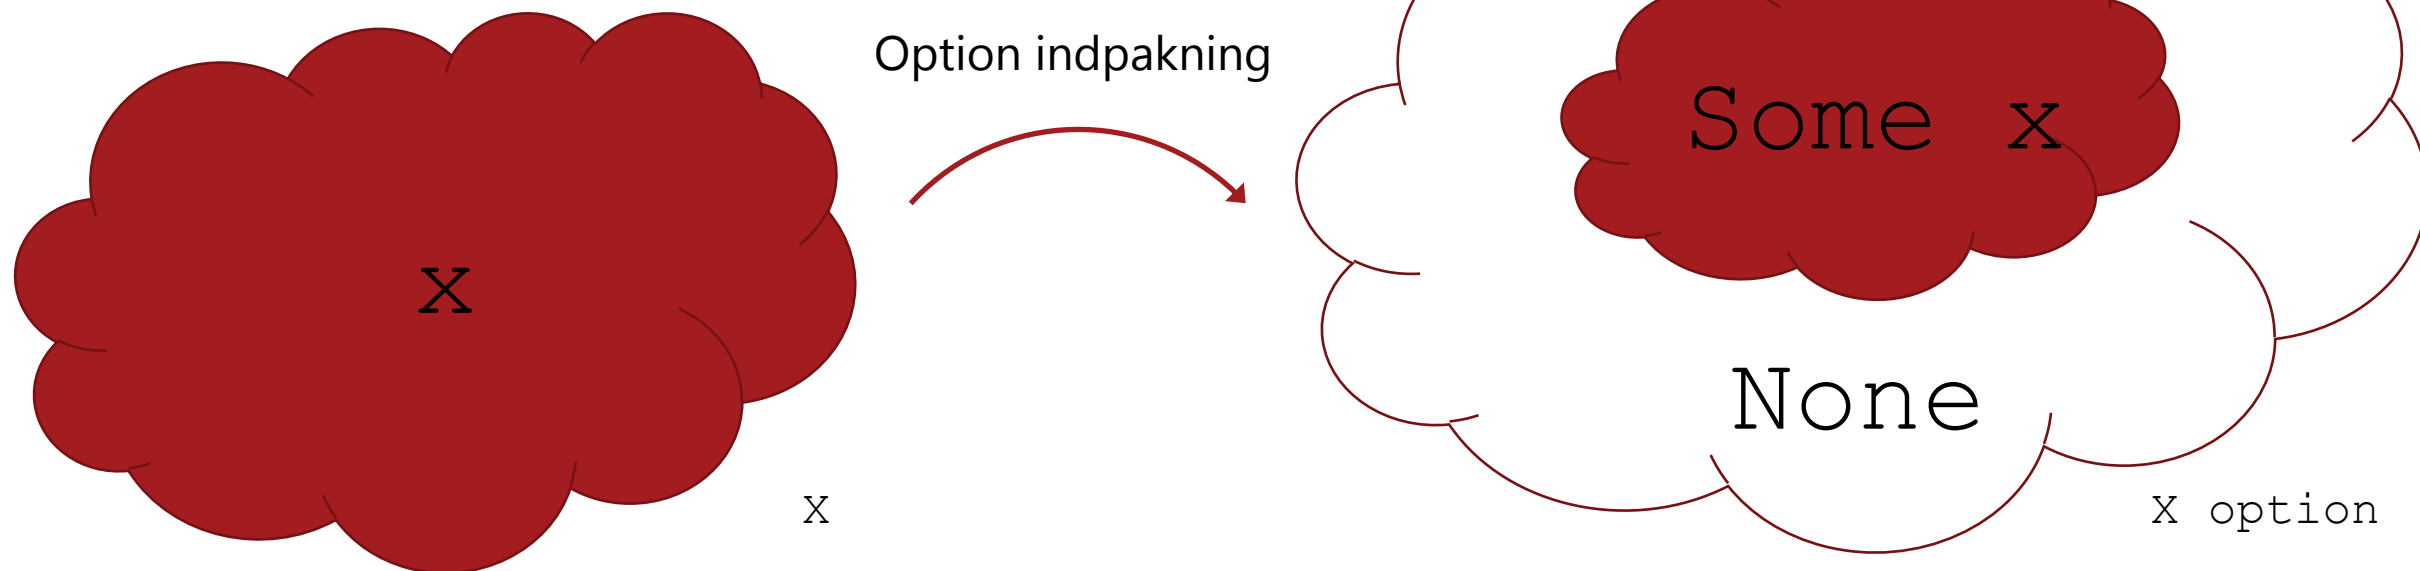 Option indpakning
x
Some x
None
X
X option